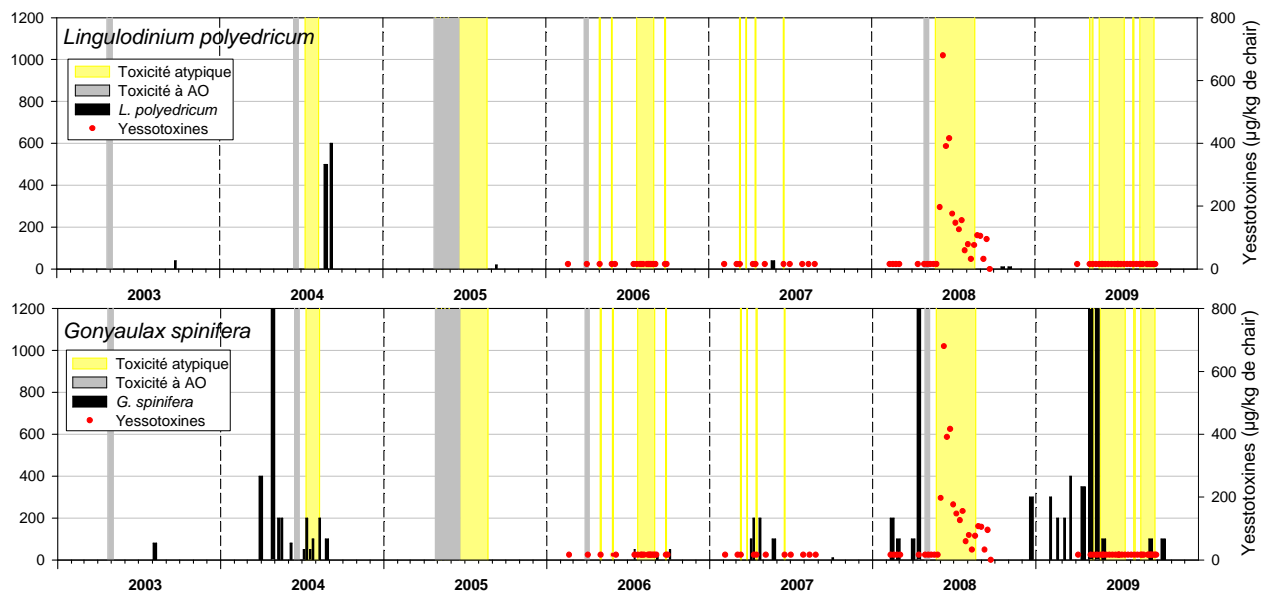 Lingulodinium polyedricum
Toxicité atypique
Toxicité à AO
L. polyedricum
Yessotoxines
1200
1000
800
600
400
200
0
800
600
400
200
0
Yesstotoxines (µg/kg de chair)
2003 2004 2005 2006 2007 2008 2009
Gonyaulax spinifera
Toxicité atypique
Toxicité à AO
G. spinifera
Yessotoxines
1200
1000
800
600
400
200
0
800
600
400
200
0
Yesstotoxines (µg/kg de chair)
2003 2004 2005 2006 2007 2008 2009